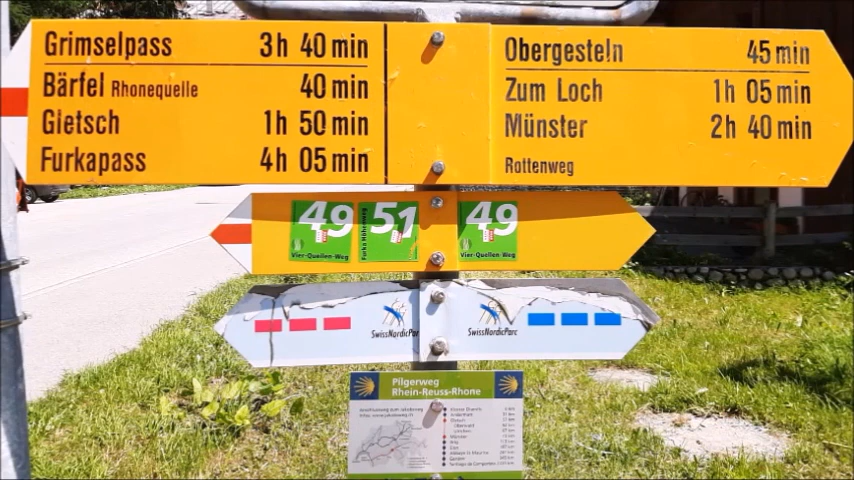 Grimselpass 3h 40 min
Bärfel Rhonequelle 40 min
Gletsch 1h 50 min
Furkapass 4h 05 min
Obergesteln 45 min
Zum Loch 1h 05 min
Münster 2h 40 min
Rottenweg
49
Vier-Quellen-Weg
51
Furka Höhenweg
49
Vier-Quellen-Weg
SwissNordicParc
SwissNordicParc
Pilgerweg
Rhein-Reuss-Rhone